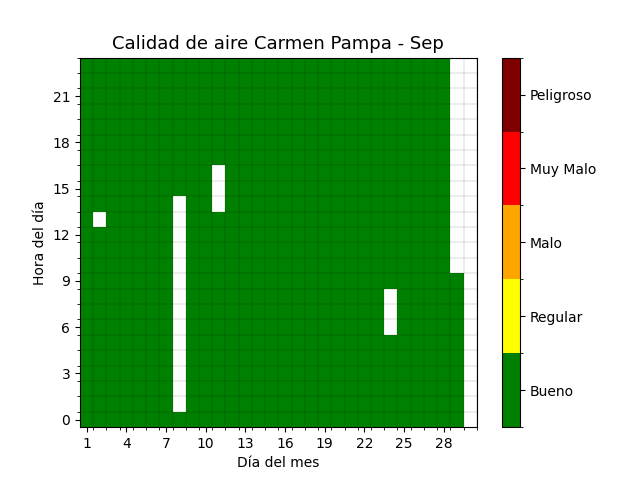 Calidad de aire Carmen Pampa - Sep
Hora del día
21
18
15
12
9
6
3
0
1 4 7 10 13 16 19 22 25 28
Día del mes
Peligroso
Muy Malo
Malo
Regular
Bueno